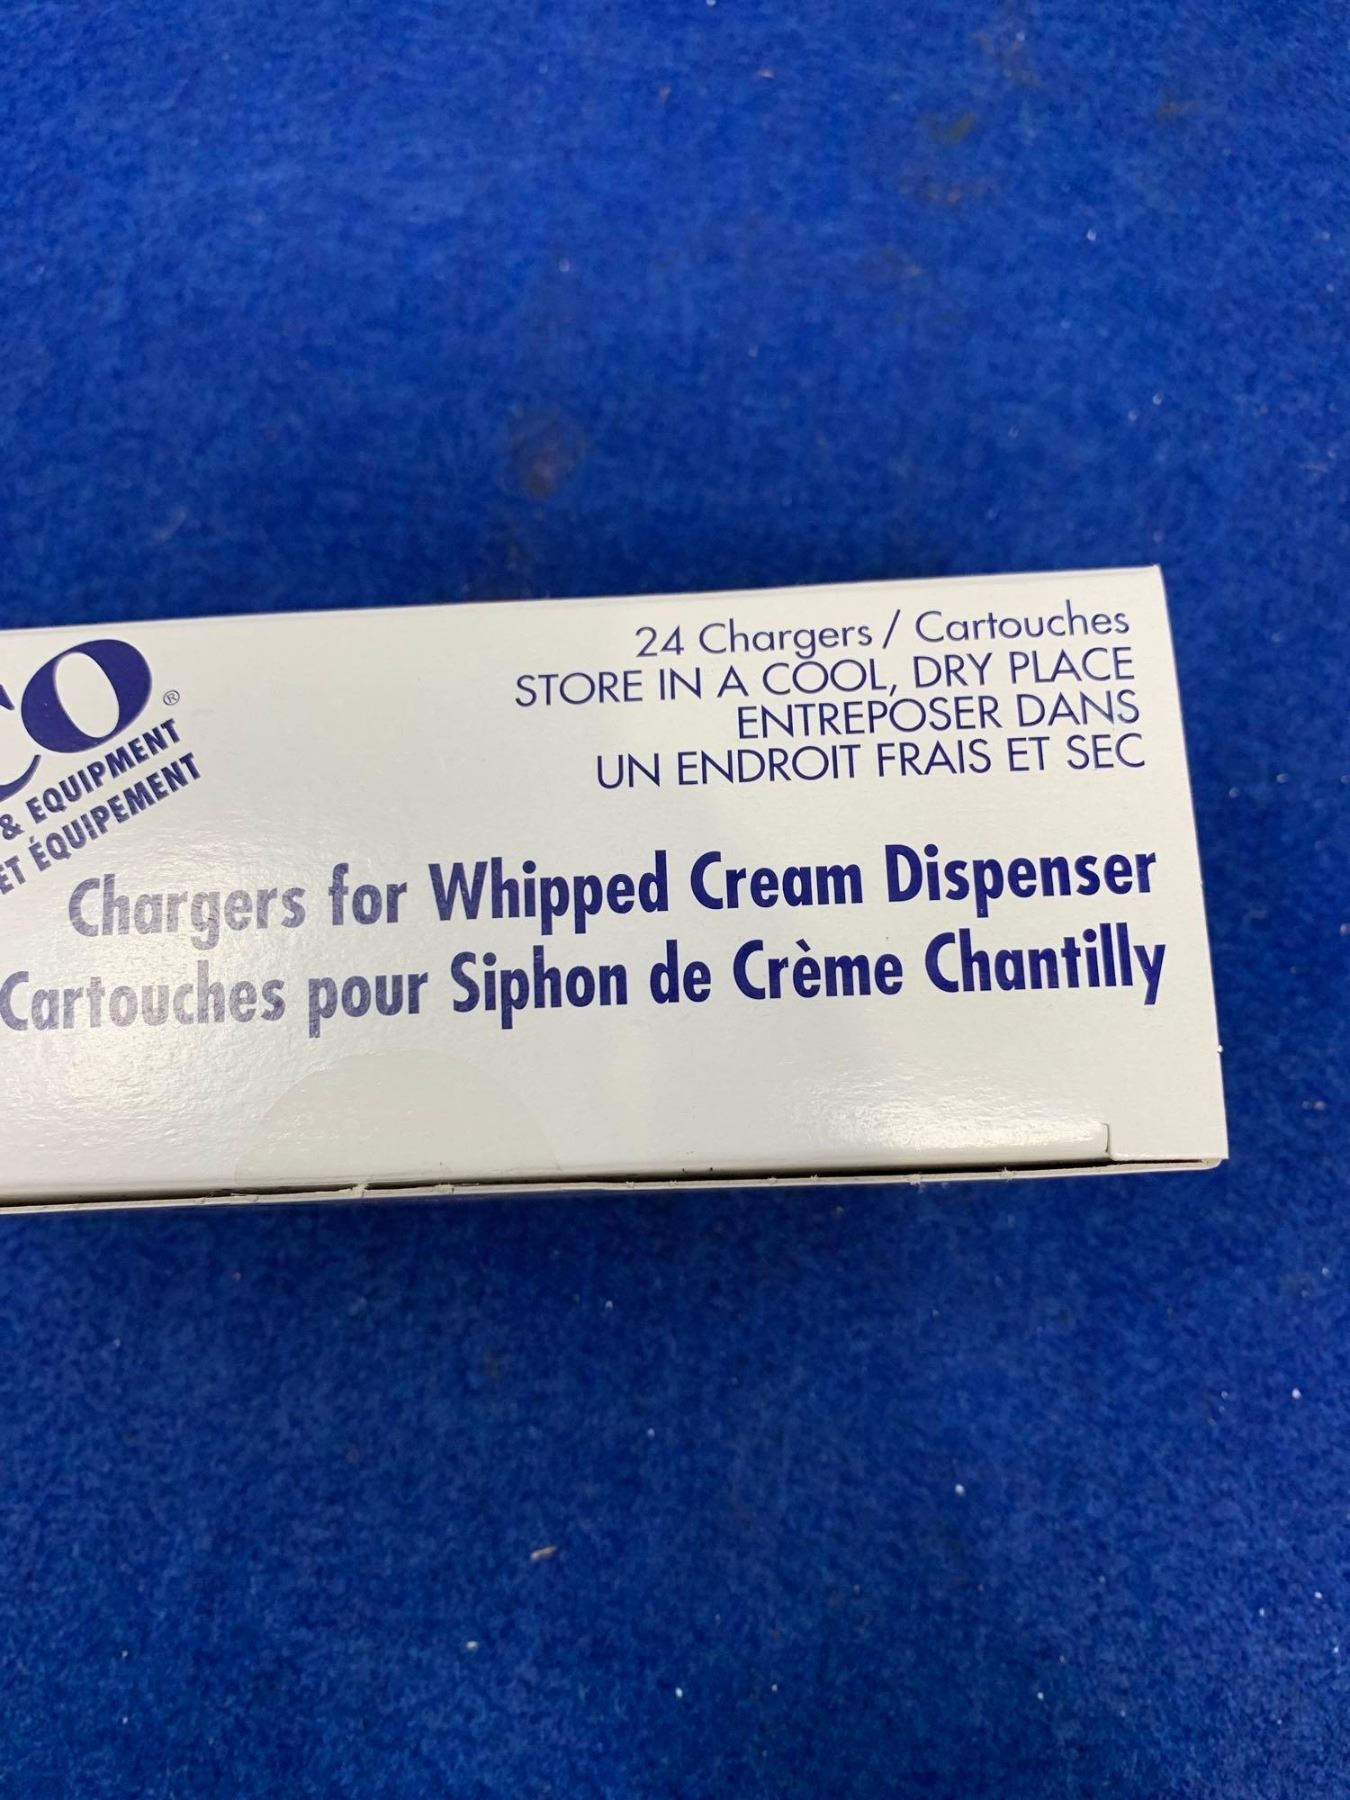 24 Chargers / Cartouches
STORE IN A COOL, DRY PLACE
ENTREPOSER DANS
UN ENDROIT FRAIS ET SEC
CO®
& EQUIPMENT
ET ÉQUIPEMENT
Chargers for Whipped Cream Dispenser
Cartouches pour Siphon de Crème Chantilly